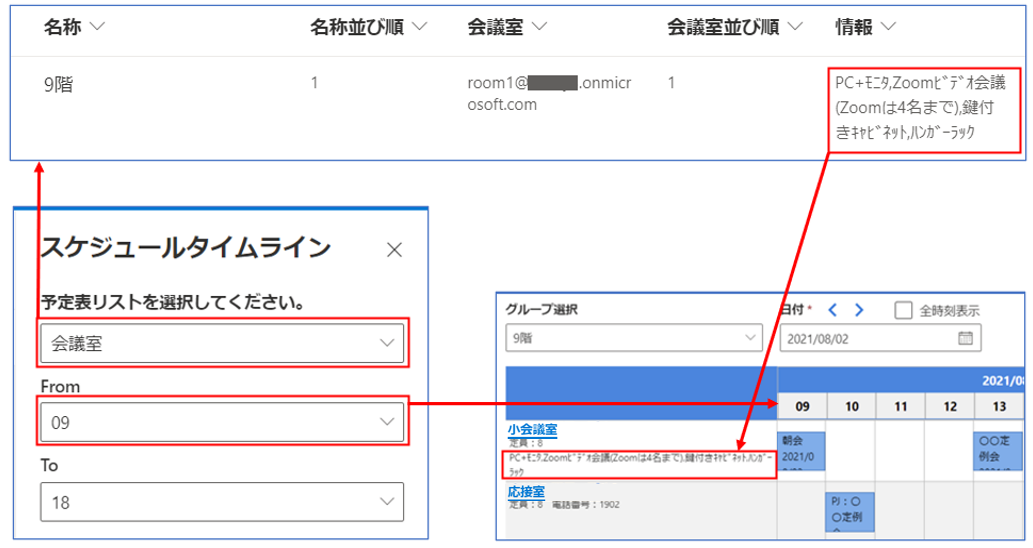 名称 名称並び順 会議室 会議室並び順 情報
9階 1 room1@ .onmicr 1 PC+ﾓﾆﾀ,Zoomﾋﾞﾃﾞｵ会議
osoft.com (Zoomは4名まで),鍵付
きｷｬﾋﾞﾈｯﾄ,ﾊﾝｶﾞｰﾗｯｸ
スケジュールタイムライン
予定表リストを選択してください。
会議室
From
09
To
18
グループ選択 日付 * 全時刻表示
9階 2021/08/02
2021/08
09 10 11 12 13
小会議室
定員:8
PC+ﾓﾆﾀ,Zoomﾋﾞﾃﾞｵ会議(Zoomは4名まで),鍵付きｷｬﾋﾞﾈｯﾄ,ﾊﾝｶﾞｰ
ﾗｯｸ
朝会
2021/0
〇〇定
例会
応接室
定員:8 電話番号:1902
PJ:〇
〇定例